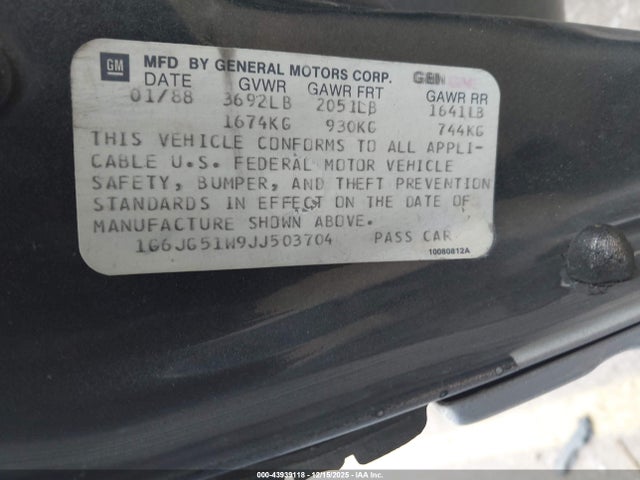 GM MFD BY GENERAL MOTORS CORP.
DATE GVWR GAWR FRT GAWR RR
01/88 3692LB 2051LB 1641LB
1674KG 930KG 744KG
THIS VEHICLE CONFORMS TO ALL APPLI-
CABLE U.S. FEDERAL MOTOR VEHICLE
SAFETY, BUMPER, AND THEFT PREVENTION
STANDARDS IN EFFECT ON THE DATE OF
MANUFACTURE SHOWN ABOVE.
1G6JG51W9JJ503704 PASS CAR
10080812A
000-43939118 - 12/15/2025 - Copyright IAA, Inc. All